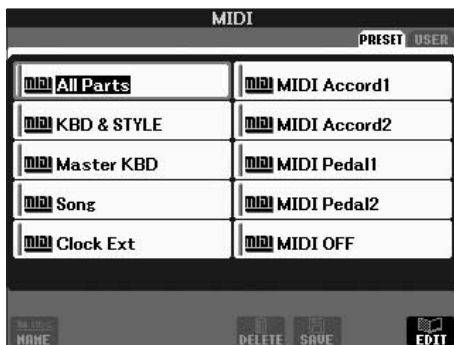 MIDI
PRESET USER
MIDI All Parts
MIDI KBD & STYLE
MIDI Master KBD
MIDI Song
MIDI Clock Ext
MIDI MIDI Accord1
MIDI MIDI Accord2
MIDI MIDI Pedal1
MIDI MIDI Pedal2
MIDI MIDI OFF
NAME DELETE SAVE EDIT